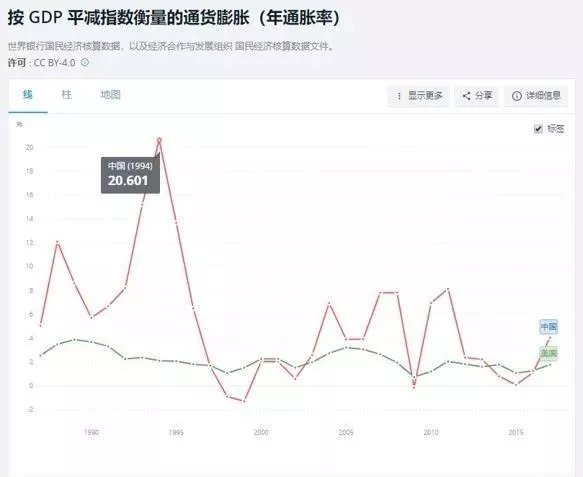 按 GDP 平减指数衡量的通货膨胀（年通胀率）
世界银行国民经济核算数据，以及经济合作与发展组织 国民经济核算数据文件。
许可 : CC BY-4.0
线 柱 地图 显示更多 分享 详细信息
% 标签
20
中国 (1994)
20.601
18
16
14
12
10
8
6
中国
4
美国
2
0
-2
1990 1995 2000 2005 2010 2015